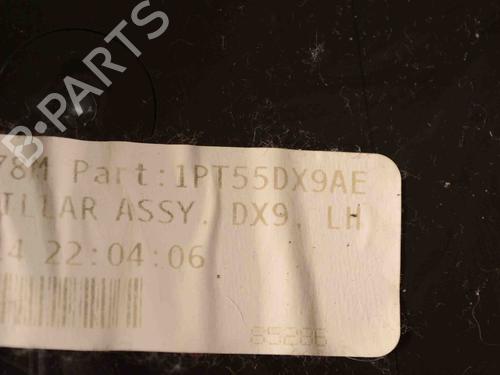 B-PARTS
78M Part:1PT55DX9AE
ILLAR ASSY, DX9, LH
4 22:04:06
85286